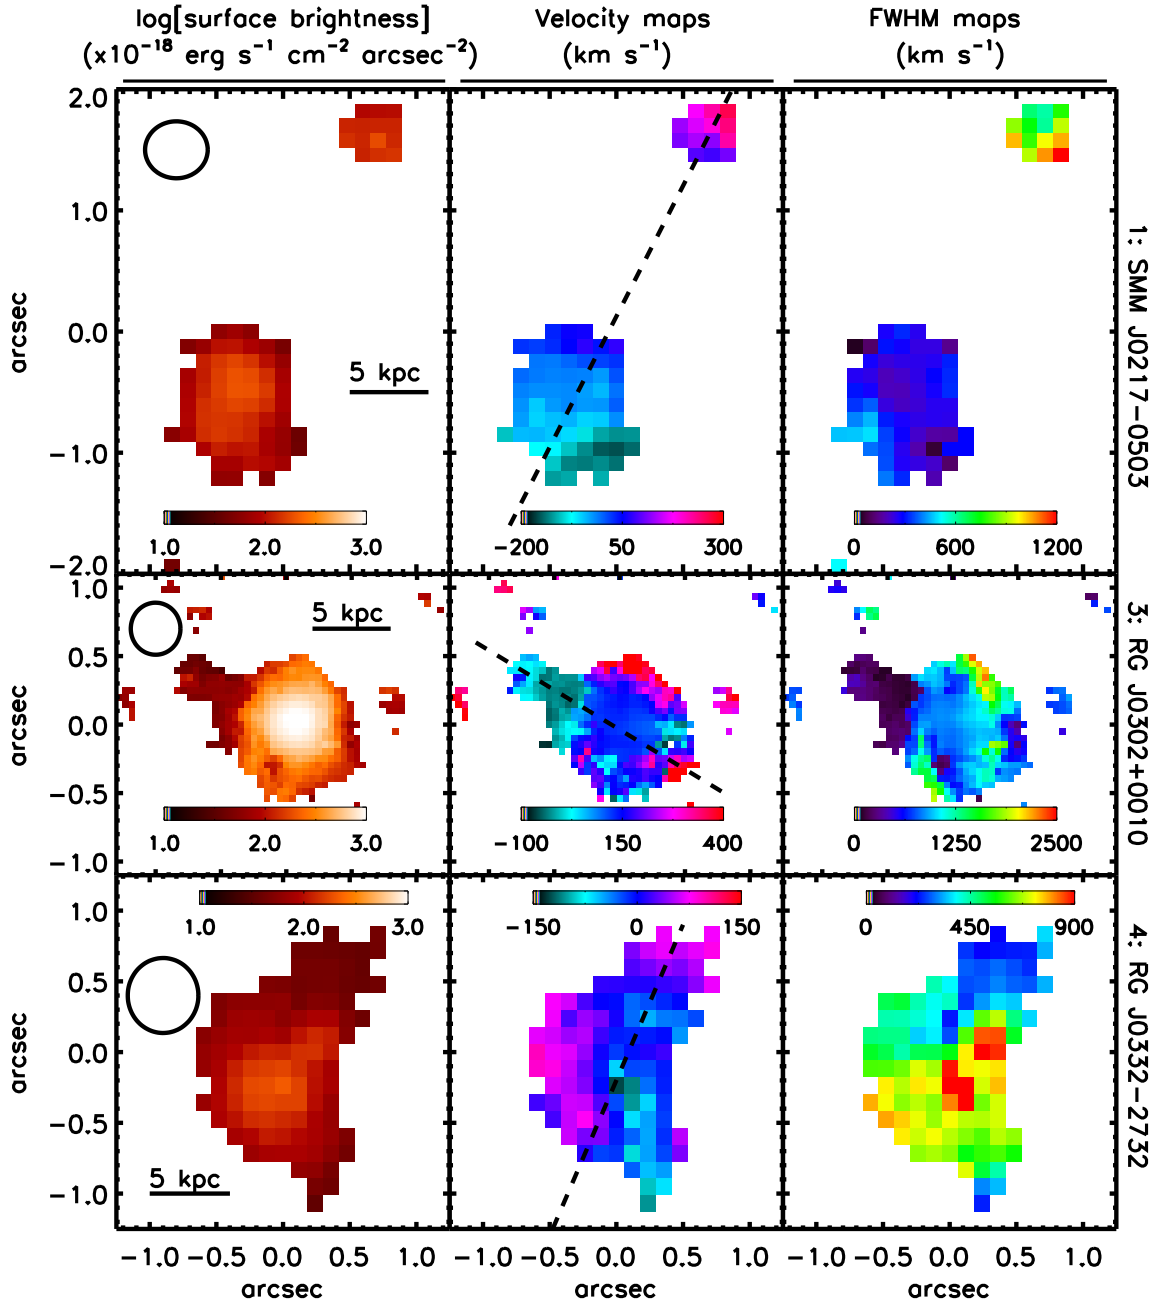 log[surface brightness] Velocity maps FWHM maps
(x10⁻¹⁸ erg s⁻¹ cm⁻² arcsec⁻²) (km s⁻¹) (km s⁻¹)
2.0
1.0
0.0
−1.0
−2.0
arcsec
5 kpc
1.0 2.0 3.0
−200 50 300
0 600 1200
1: SMM J0217−0503
1.0
0.5
0.0
−0.5
−1.0
arcsec
5 kpc
1.0 2.0 3.0
−100 150 400
0 1250 2500
3: RG J0302+0010
1.0
0.5
0.0
−0.5
−1.0
arcsec
1.0 2.0 3.0
−150 0 150
0 450 900
5 kpc
4: RG J0332−2732
−1.0 −0.5 0.0 0.5 1.0 −1.0 −0.5 0.0 0.5 1.0 −1.0 −0.5 0.0 0.5 1.0
arcsec arcsec arcsec